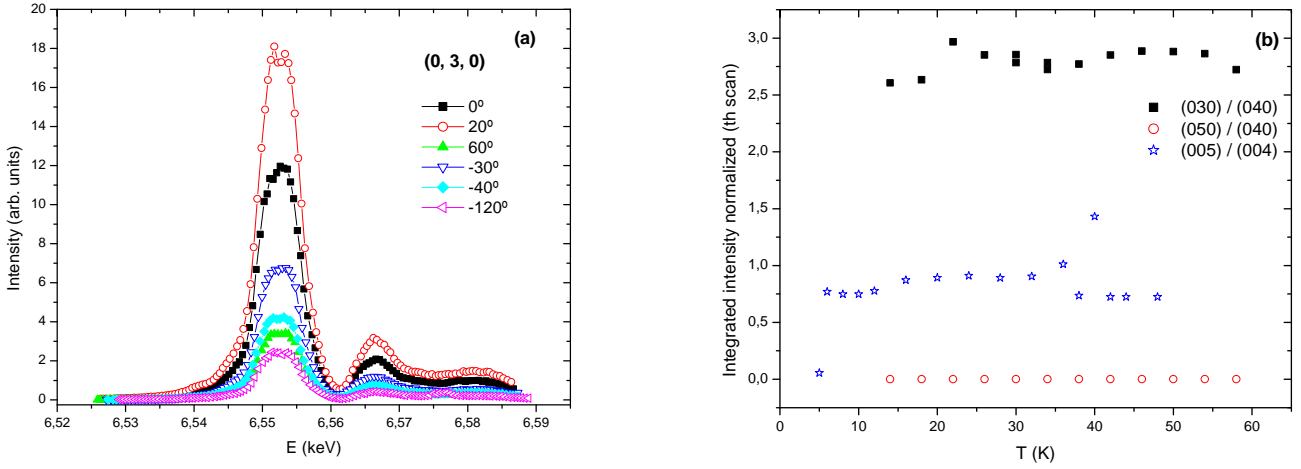 (a)
(0, 3, 0)
0º
20º
60º
-30º
-40º
-120º
Intensity (arb. units)
20
18
16
14
12
10
8
6
4
2
0
6,52
6,53
6,54
6,55
6,56
6,57
6,58
6,59
E (keV)
(b)
(030) / (040)
(050) / (040)
(005) / (004)
Integrated intensity normalized (th scan)
3,0
2,5
2,0
1,5
1,0
0,5
0,0
0
10
20
30
40
50
60
T (K)